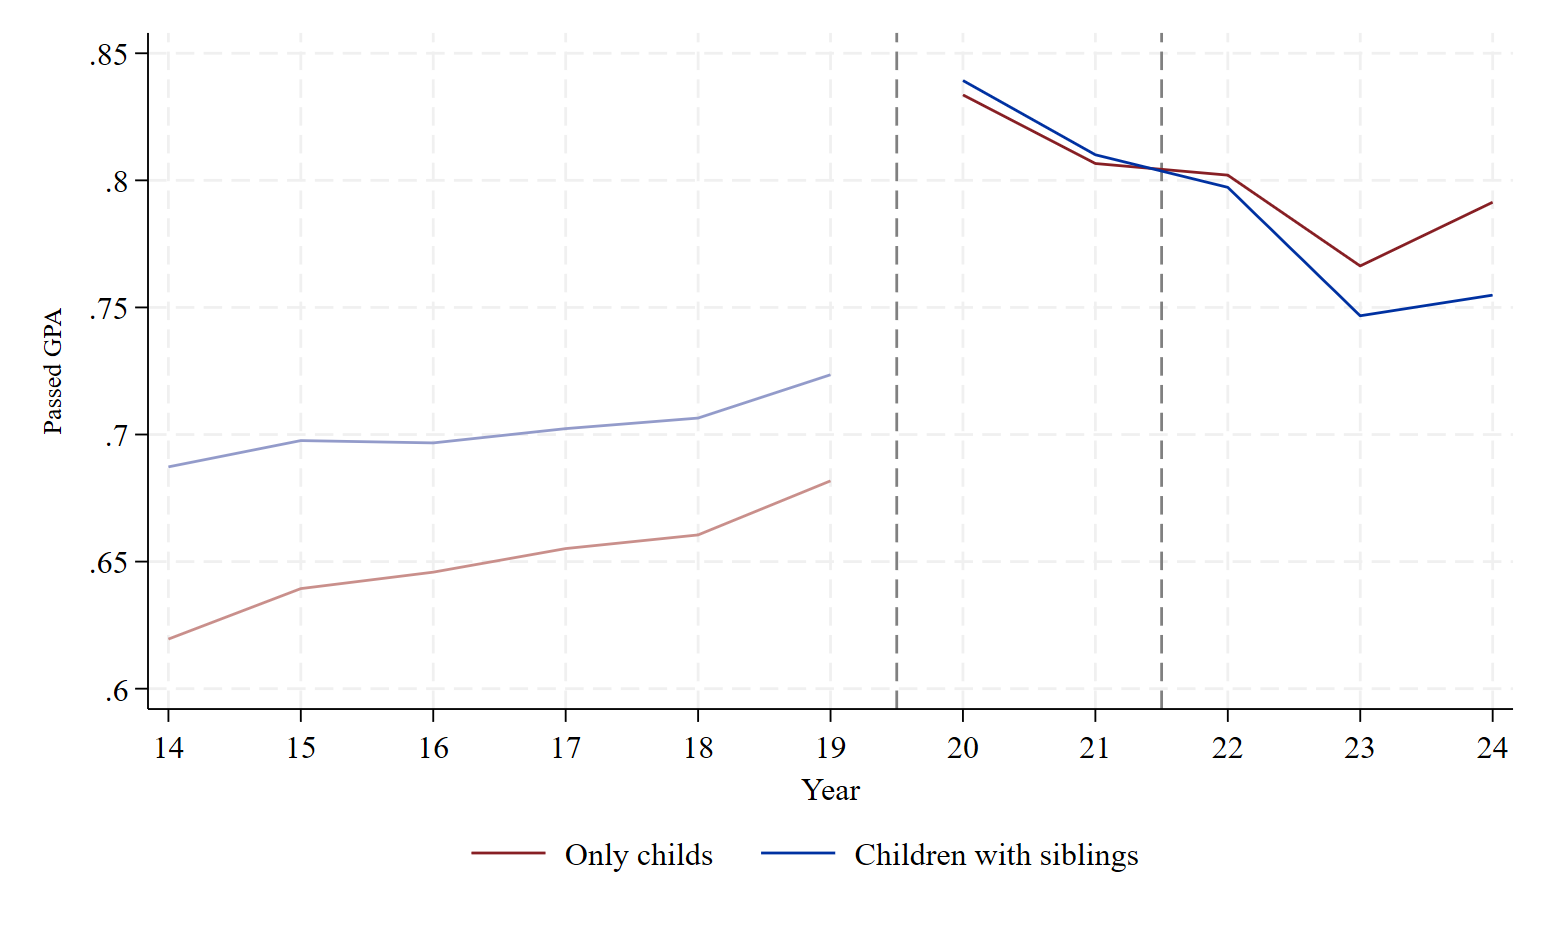 .85
.8
.75
.7
.65
.6
Passed GPA
14 15 16 17 18 19 20 21 22 23 24
Year
Only childs Children with siblings